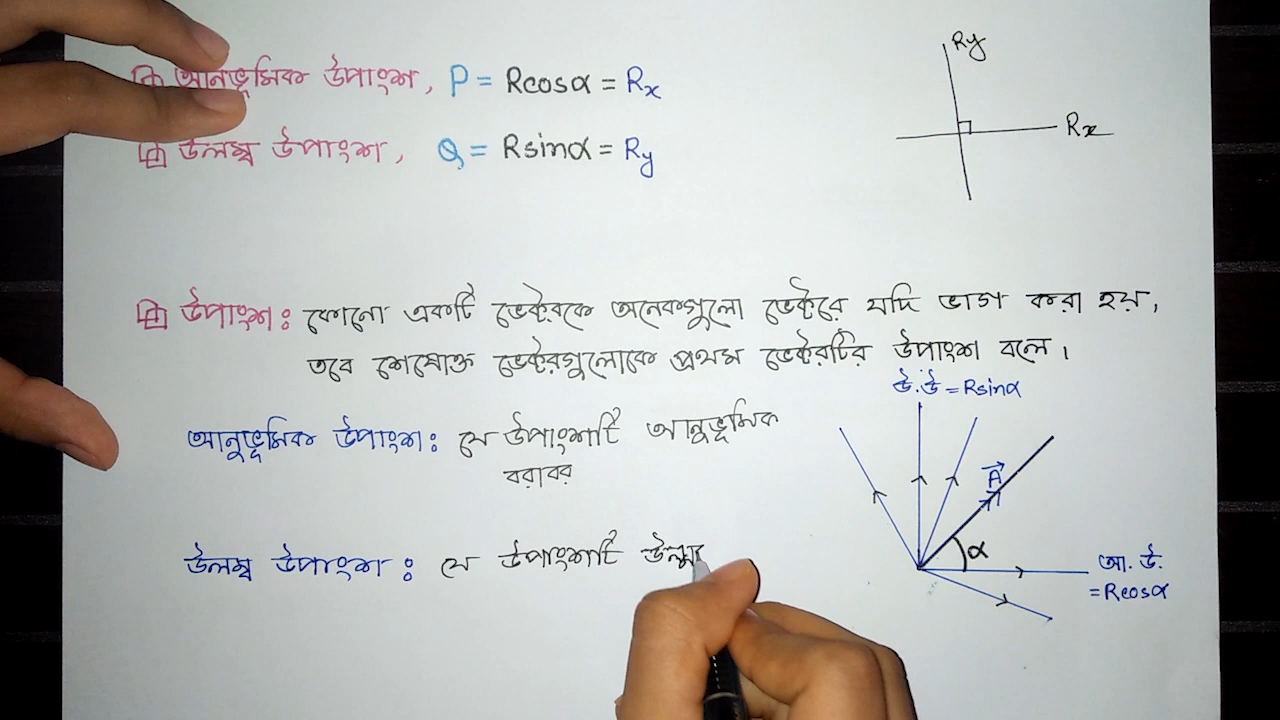 আনুভূমিক উপাংশ, P = Rcosα = Rx
উলম্ব উপাংশ, Q = Rsinα = Ry
Ry
Rx
উপাংশ: কোনো একটি ভেক্টরকে অনেকগুলো ভেক্টরে যদি ভাগ করা হয়,
তবে শেষোক্ত ভেক্টরগুলোকে প্রথম ভেক্টরটির উপাংশ বলে।
উ.উ = Rsinα
আনুভূমিক উপাংশ: যে উপাংশটি আনুভূমিক
বরাবর
A
α
আ. উ.
= Rcosα
উলম্ব উপাংশ: যে উপাংশটি উলম্ব